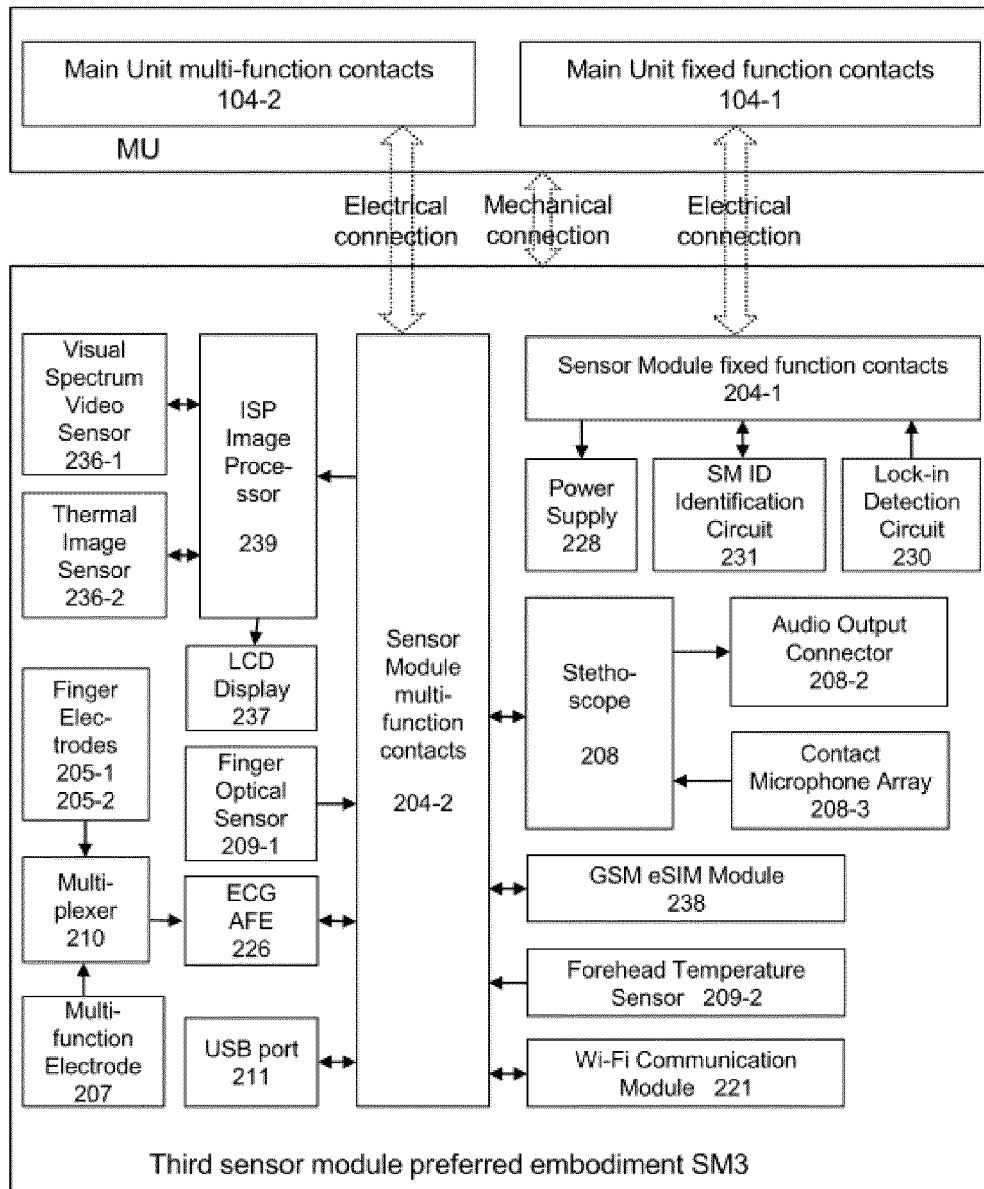 Main Unit multi-function contacts
104-2
Main Unit fixed function contacts
104-1
MU
Electrical
connection
Mechanical
connection
Electrical
connection
Visual
Spectrum
Video
Sensor
236-1
Thermal
Image
Sensor
236-2
ISP
Image
Proce-
ssor
239
LCD
Display
237
Finger
Elec-
trodes
205-1
205-2
Finger
Optical
Sensor
209-1
Multi-
plexer
210
ECG
AFE
226
Multi-
function
Electrode
207
USB port
211
Sensor
Module
multi-
function
contacts
204-2
Sensor Module fixed function contacts
204-1
Power
Supply
228
SM ID
Identification
Circuit
231
Lock-in
Detection
Circuit
230
Stetho-
scope
208
Audio Output
Connector
208-2
Contact
Microphone Array
208-3
GSM eSIM Module
238
Forehead Temperature
Sensor 209-2
Wi-Fi Communication
Module 221
Third sensor module preferred embodiment SM3